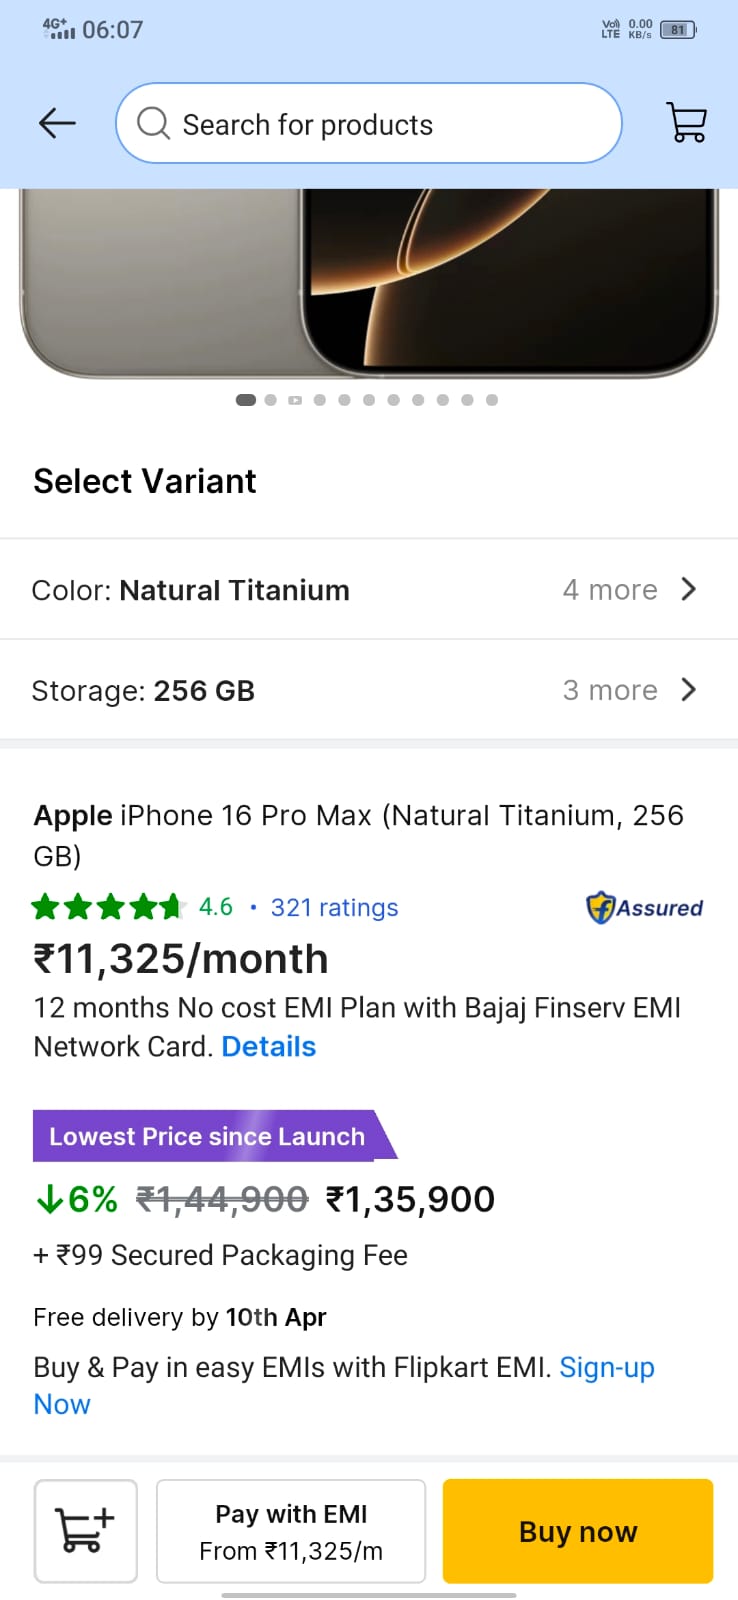 4G+ 06:07 Vo) LTE 0.00 KB/s 81
Search for products
Select Variant
Color: Natural Titanium 4 more
Storage: 256 GB 3 more
Apple iPhone 16 Pro Max (Natural Titanium, 256
GB)
4.6 • 321 ratings Assured
₹11,325/month
12 months No cost EMI Plan with Bajaj Finserv EMI
Network Card. Details
Lowest Price since Launch
↓6% ₹1,44,900 ₹1,35,900
+ ₹99 Secured Packaging Fee
Free delivery by 10th Apr
Buy & Pay in easy EMIs with Flipkart EMI. Sign-up
Now
Pay with EMI
From ₹11,325/m
Buy now